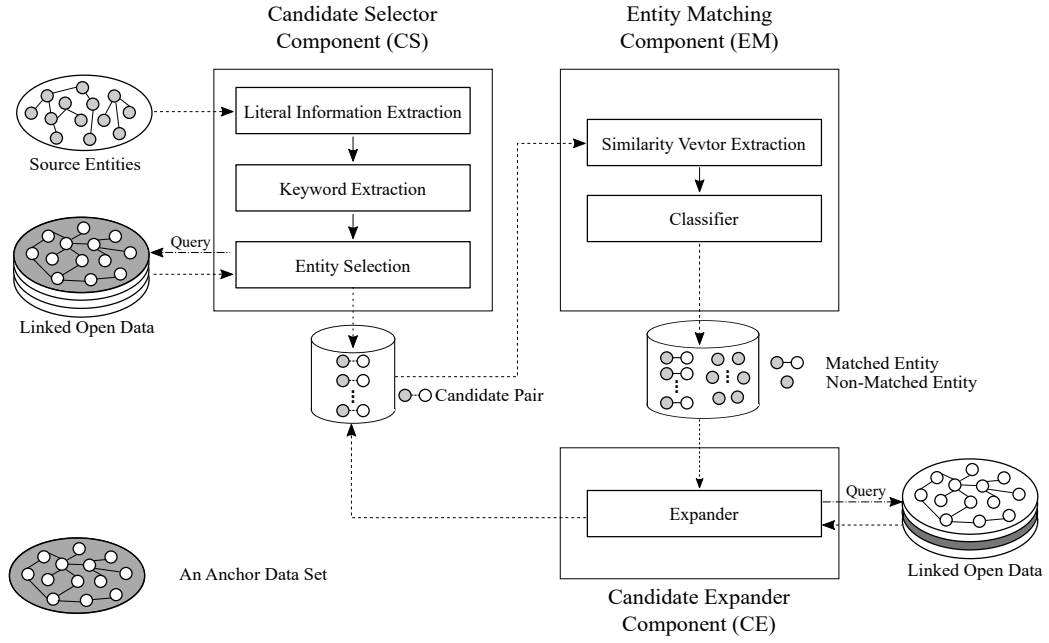 Candidate Selector
Component (CS)
Entity Matching
Component (EM)
Literal Information Extraction
Source Entities
Keyword Extraction
Similarity Vevtor Extraction
Classifier
Query
Entity Selection
Linked Open Data
Candidate Pair
Matched Entity
Non-Matched Entity
Query
Expander
Linked Open Data
An Anchor Data Set
Candidate Expander
Component (CE)